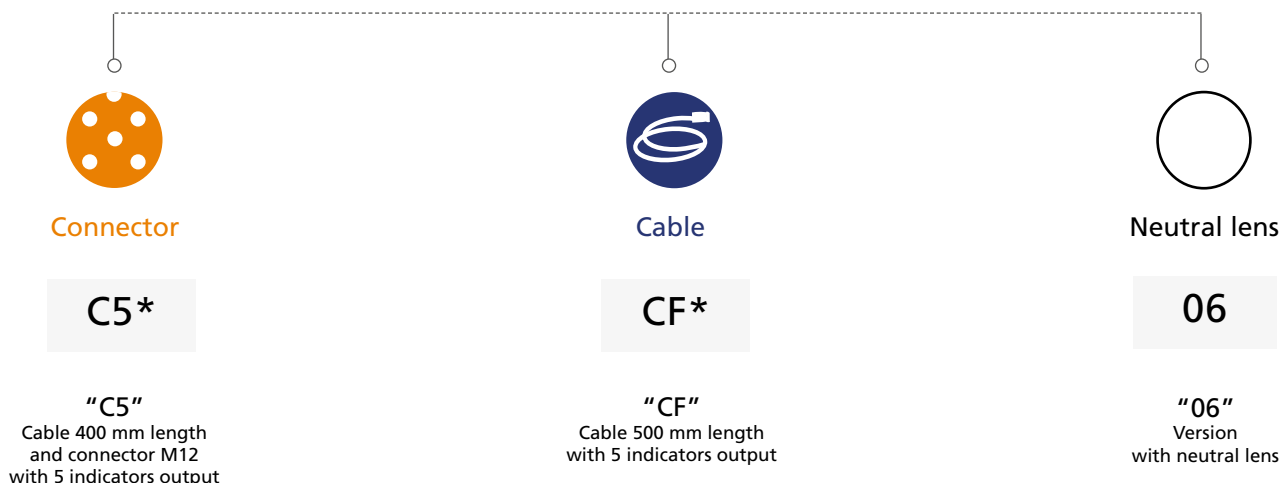 Connector
Cable
Neutral lens
C5*
CF*
06
“C5”
Cable 400 mm length
and connector M12
with 5 indicators output
“CF”
Cable 500 mm length
with 5 indicators output
“06”
Version
with neutral lens